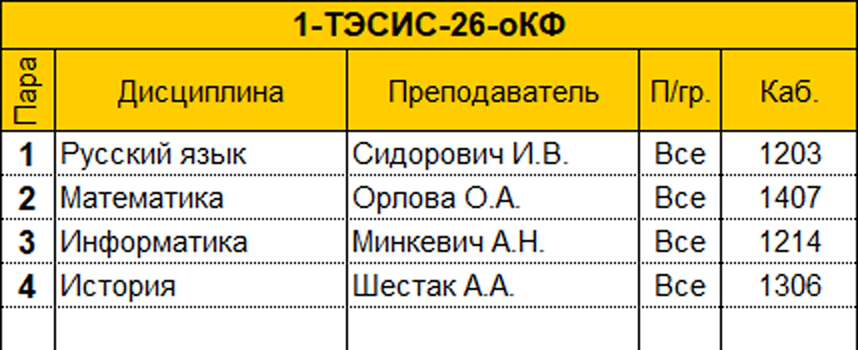 1-ТЭСИС-26-оКФ
Пара Дисциплина Преподаватель П/гр. Каб.
1 Русский язык Сидорович И.В. Все 1203
2 Математика Орлова О.А. Все 1407
3 Информатика Минкевич А.Н. Все 1214
4 История Шестак А.А. Все 1306